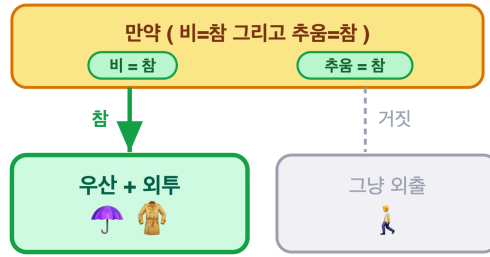 만약 ( 비=참 그리고 추움=참 )
비 = 참
추움 = 참
참
거짓
우산 + 외투
그냥 외출